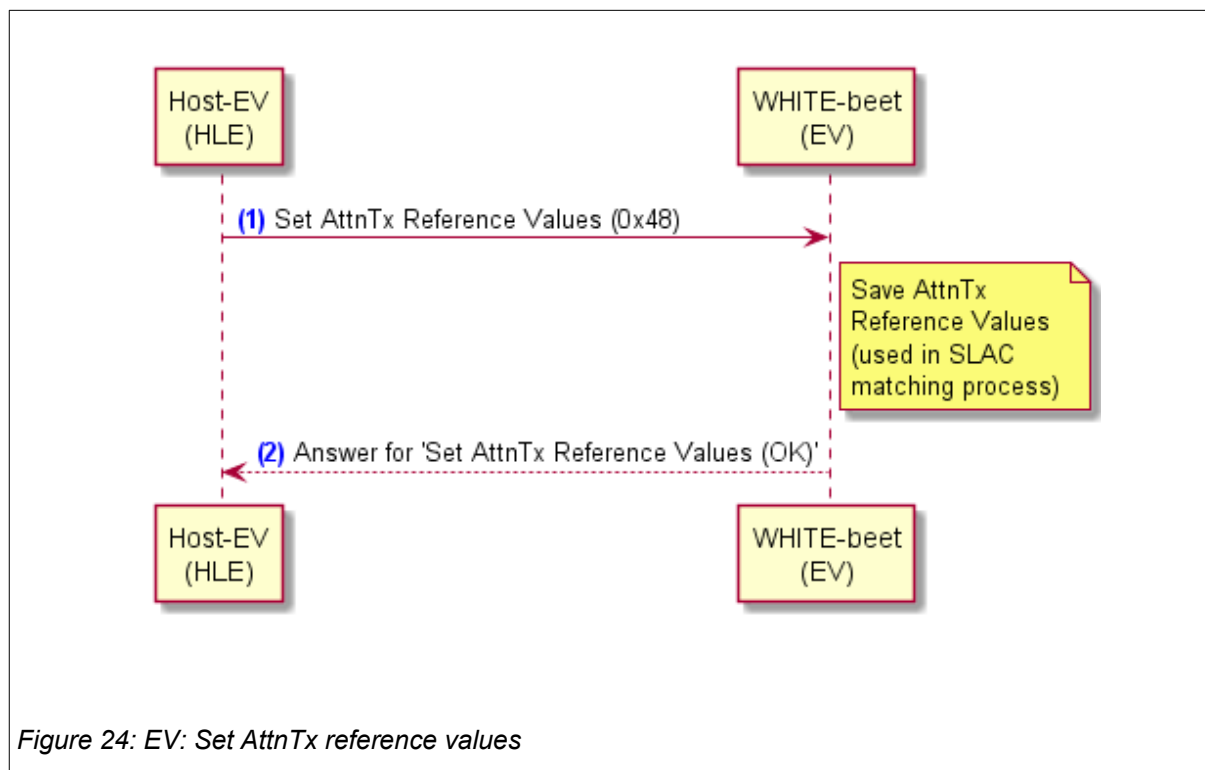 Host-EV
(HLE)
WHITE-beet
(EV)
(1) Set AttnTx Reference Values (0x48)
Save AttnTx
Reference Values
(used in SLAC
matching process)
(2) Answer for 'Set AttnTx Reference Values (OK)'
Host-EV
(HLE)
WHITE-beet
(EV)
Figure 24: EV: Set AttnTx reference values